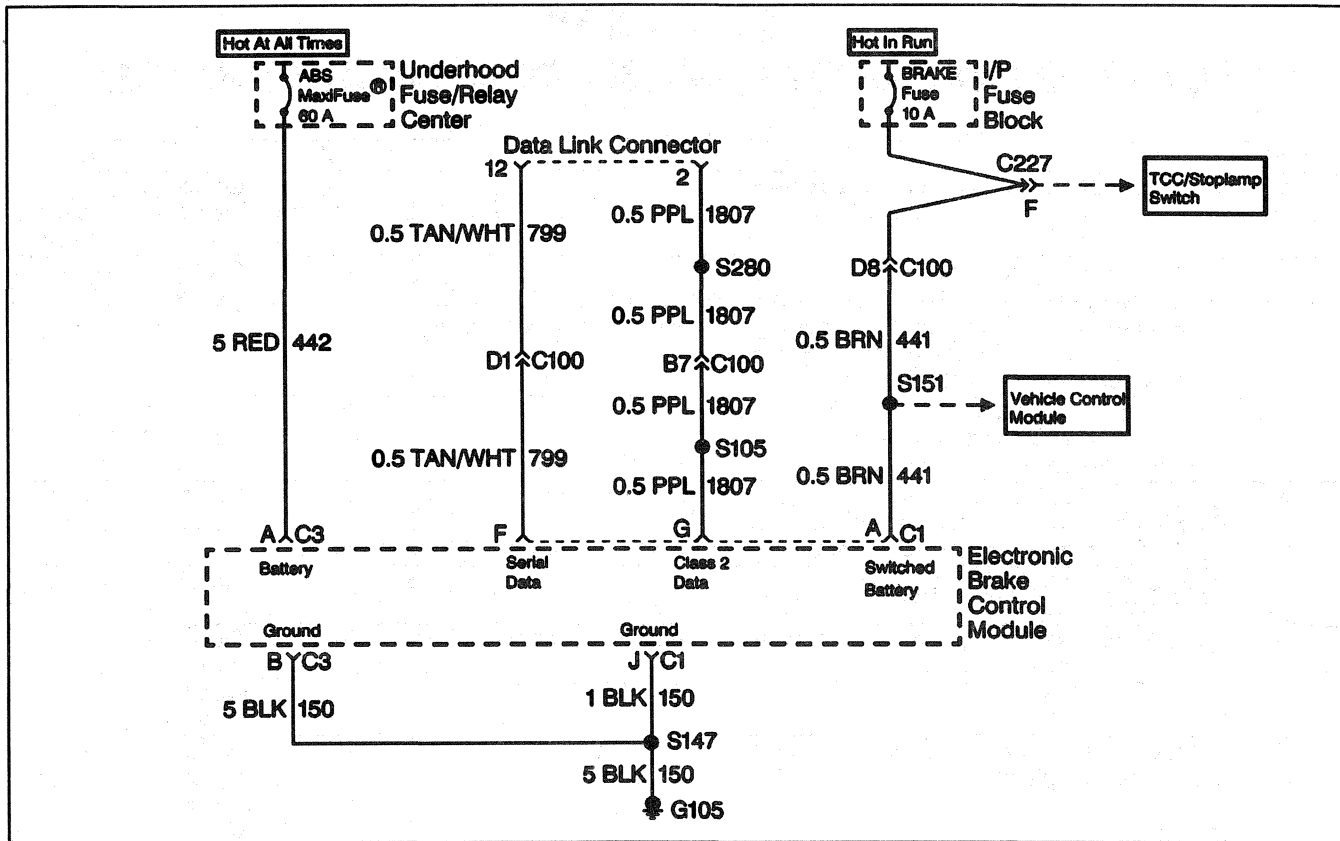 Hot At All Times
ABS
MaxiFuse®
60 A
Underhood
Fuse/Relay
Center
Hot In Run
BRAKE
Fuse
10 A
I/P
Fuse
Block
Data Link Connector
12
2
C227
F
TCC/Stoplamp
Switch
0.5 PPL 1807
0.5 TAN/WHT 799
S280
D8 C100
0.5 PPL 1807
5 RED 442
0.5 BRN 441
D1 C100
B7 C100
S151
Vehicle Control
Module
0.5 PPL 1807
S105
0.5 TAN/WHT 799
0.5 PPL 1807
0.5 BRN 441
A C3
F
G
A C1
Battery
Serial
Data
Class 2
Data
Switched
Battery
Electronic
Brake
Control
Module
Ground
Ground
B C3
J C1
5 BLK 150
1 BLK 150
S147
5 BLK 150
G105